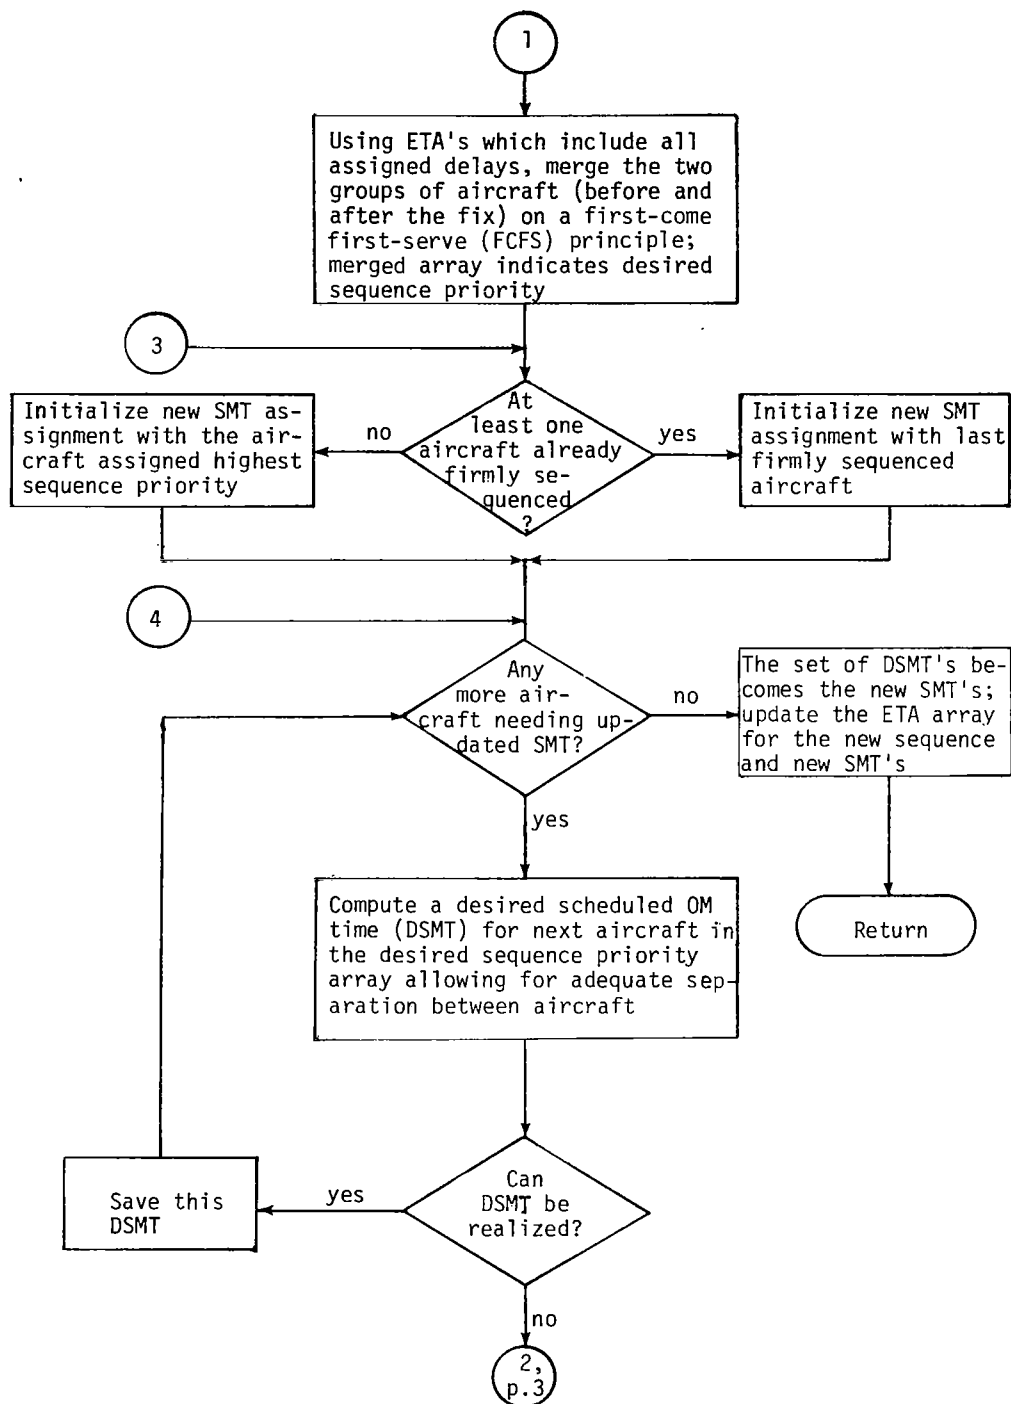 1
Using ETA's which include all
assigned delays, merge the two
groups of aircraft (before and
after the fix) on a first-come
first-serve (FCFS) principle;
merged array indicates desired
sequence priority
3
At
least one
aircraft already
firmly se-
quenced
?
no
yes
Initialize new SMT as-
signment with the air-
craft assigned highest
sequence priority
Initialize new SMT
assignment with last
firmly sequenced
aircraft
4
Any
more air-
craft needing up-
dated SMT?
no
The set of DSMT's be-
comes the new SMT's;
update the ETA array
for the new sequence
and new SMT's
Return
yes
Compute a desired scheduled OM
time (DSMT) for next aircraft in
the desired sequence priority
array allowing for adequate sep-
aration between aircraft
Can
DSMT be
realized?
yes
Save this
DSMT
no
2,
p.3